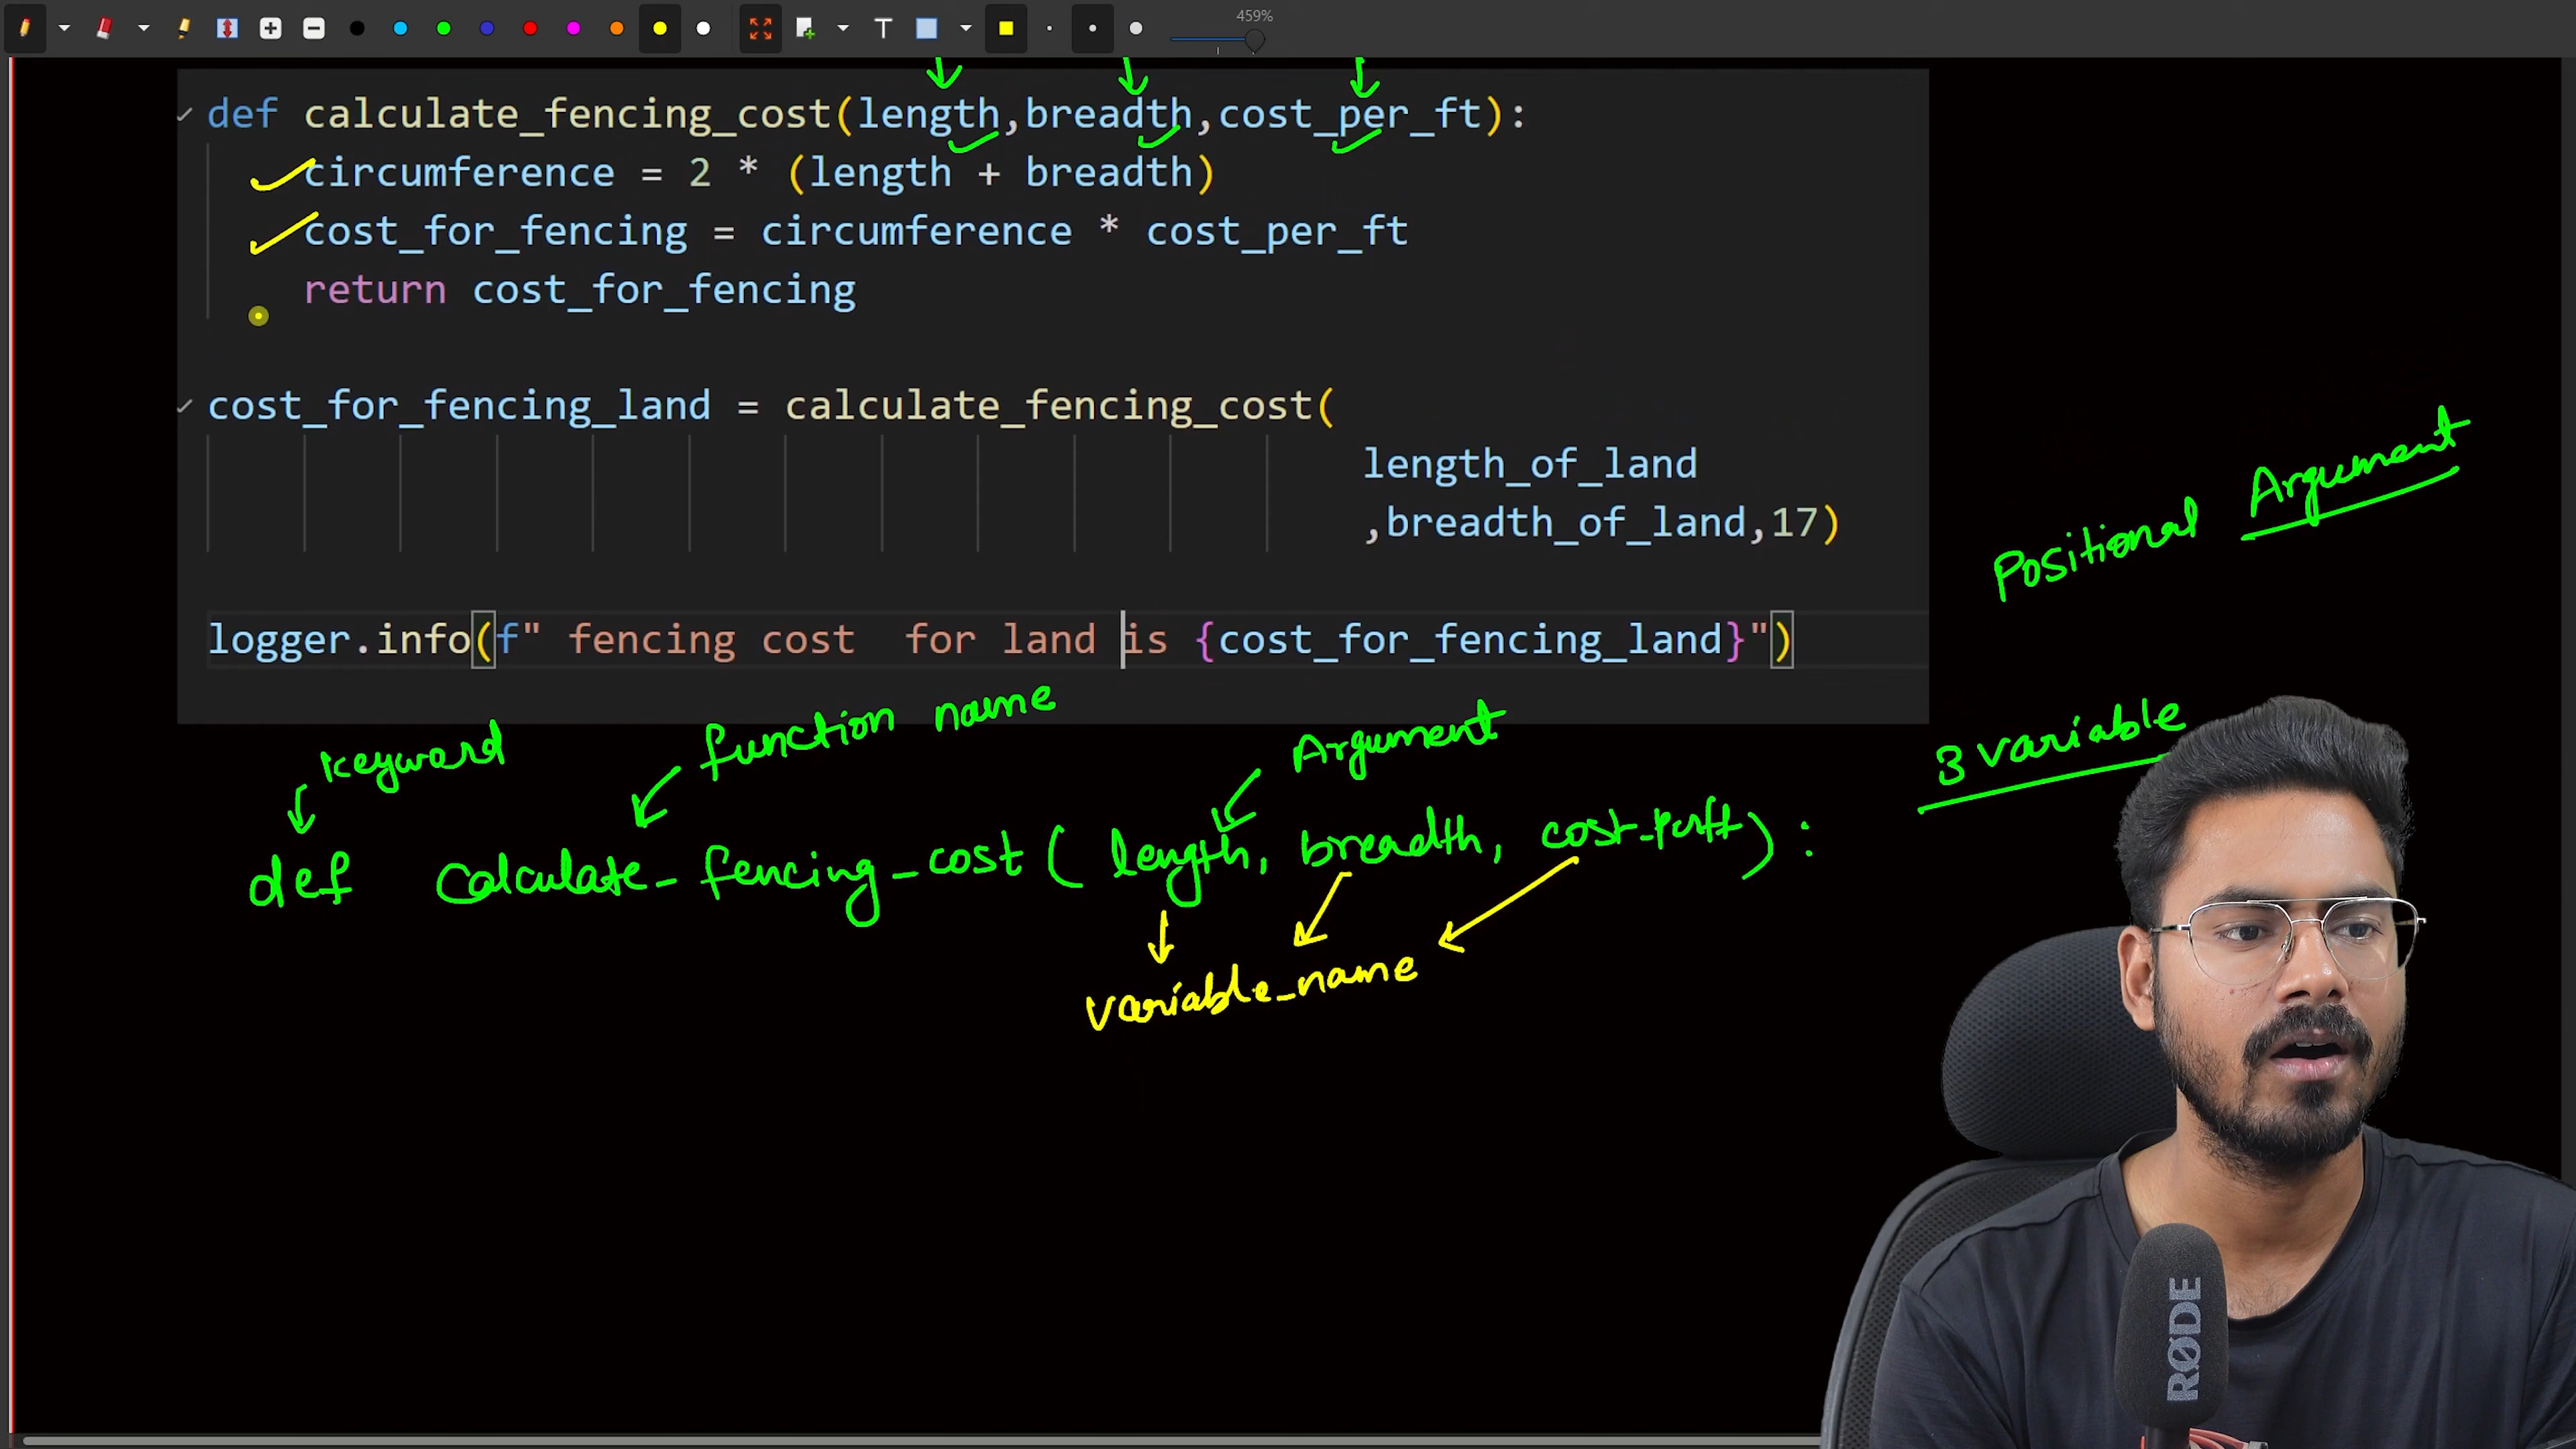 459%
def calculate_fencing_cost(length,breadth,cost_per_ft):
circumference = 2 * (length + breadth)
cost_for_fencing = circumference * cost_per_ft
return cost_for_fencing
cost_for_fencing_land = calculate_fencing_cost(
length_of_land
,breadth_of_land,17)
Positional Argument
logger.info(f" fencing cost  for land is {cost_for_fencing_land}")
keyword
function name
Argument
3 variable
def calculate_fencing_cost(length, breadth, cost_perft):
variable_name
RØDE
T